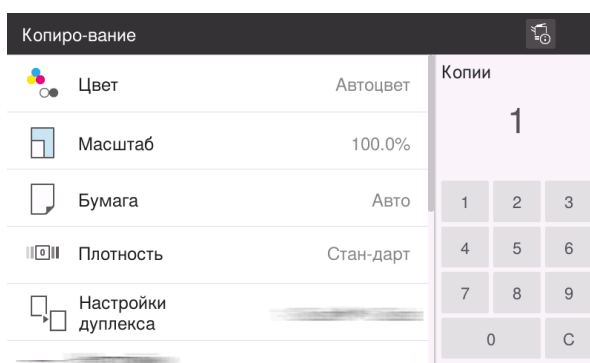 Копиро-вание
Цвет
Автоцвет
Масштаб
100.0%
Бумага
Авто
Плотность
Стан-дарт
Настройки
дуплекса
Копии
1
1 2 3
4 5 6
7 8 9
0 C